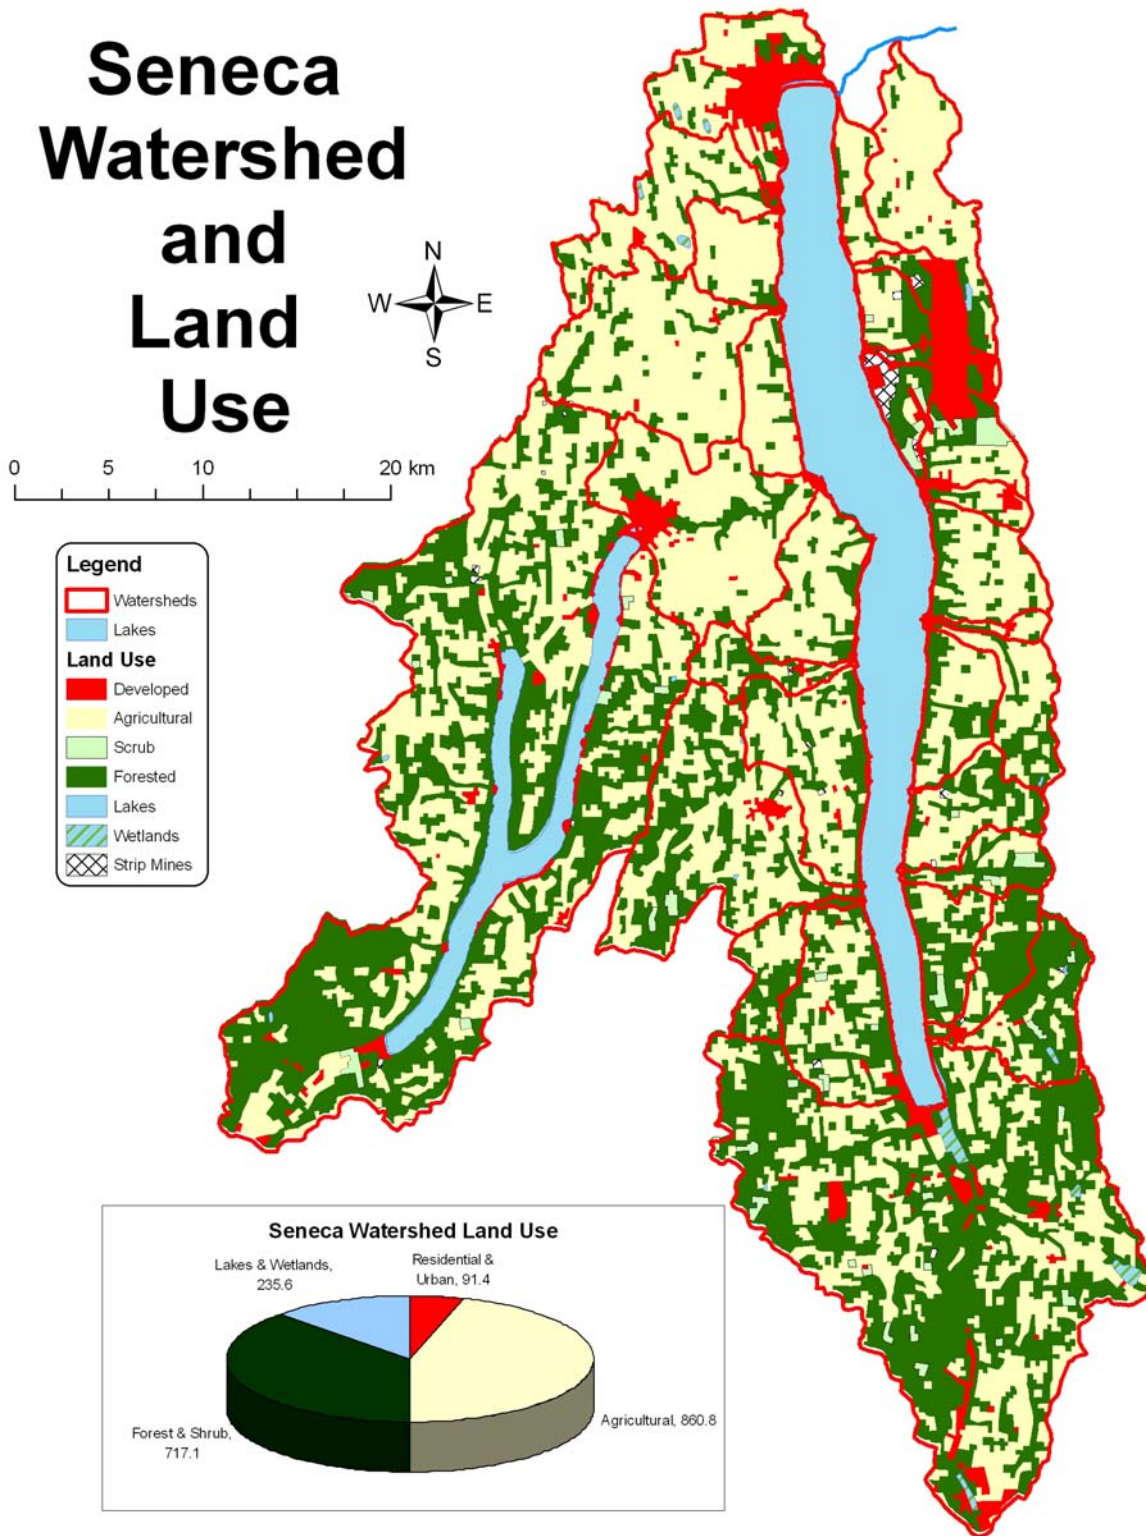 Seneca
Watershed
and
Land
Use
N
W E
S
0 5 10 20 km
Legend
Watersheds
Lakes
Land Use
Developed
Agricultural
Scrub
Forested
Lakes
Wetlands
Strip Mines
Seneca Watershed Land Use
Lakes & Wetlands,
235.6
Residential &
Urban, 91.4
Forest & Shrub,
717.1
Agricultural, 860.8